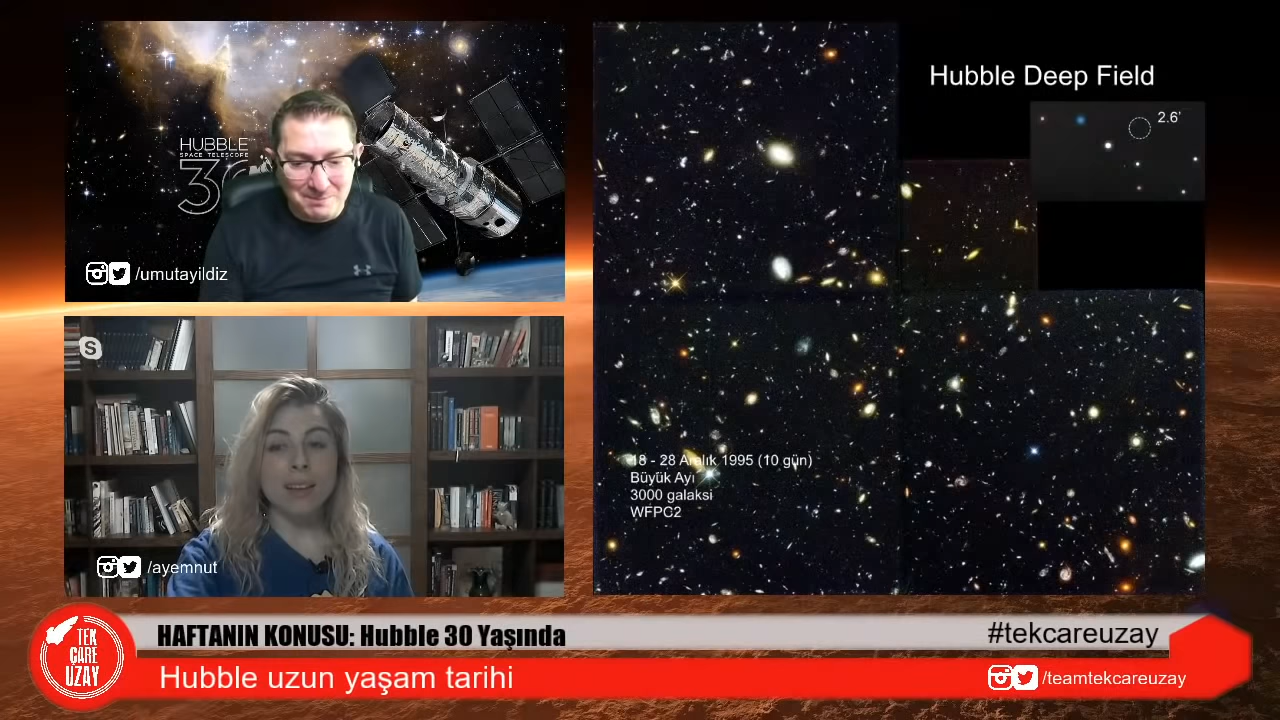 HUBBLE
SPACE TELESCOPE
30
/umutayildiz
S
/ayemnut
Hubble Deep Field
2.6'
18 - 28 Aralık 1995 (10 gün)
Büyük Ayı
3000 galaksi
WFPC2
TEK
ÇARE
UZAY
HAFTANIN KONUSU: Hubble 30 Yaşında
#tekcareuzay
Hubble uzun yaşam tarihi
/teamtekcareuzay